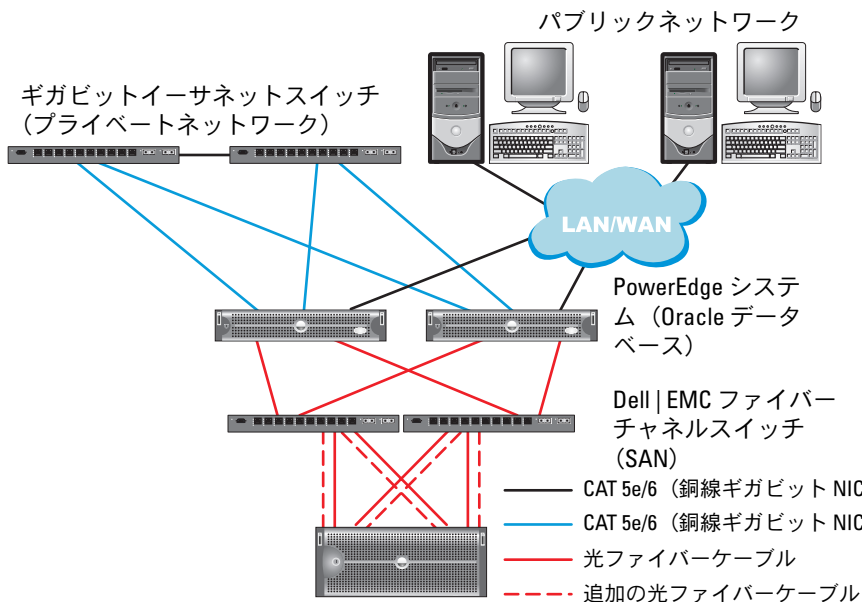 パブリックネットワーク
ギガビットイーサネットスイッチ
（プライベートネットワーク）
LAN/WAN
PowerEdge システ
ム（Oracle データ
ベース）
Dell | EMC ファイバー
チャネルスイッチ
（SAN）
CAT 5e/6（銅線ギガビット NIC
CAT 5e/6（銅線ギガビット NIC
光ファイバーケーブル
追加の光ファイバーケーブル